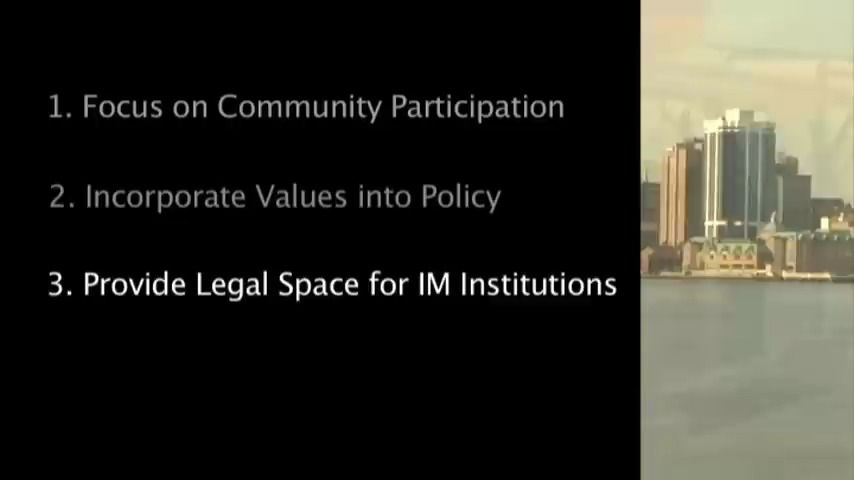 1. Focus on Community Participation
2. Incorporate Values into Policy
3. Provide Legal Space for IM Institutions